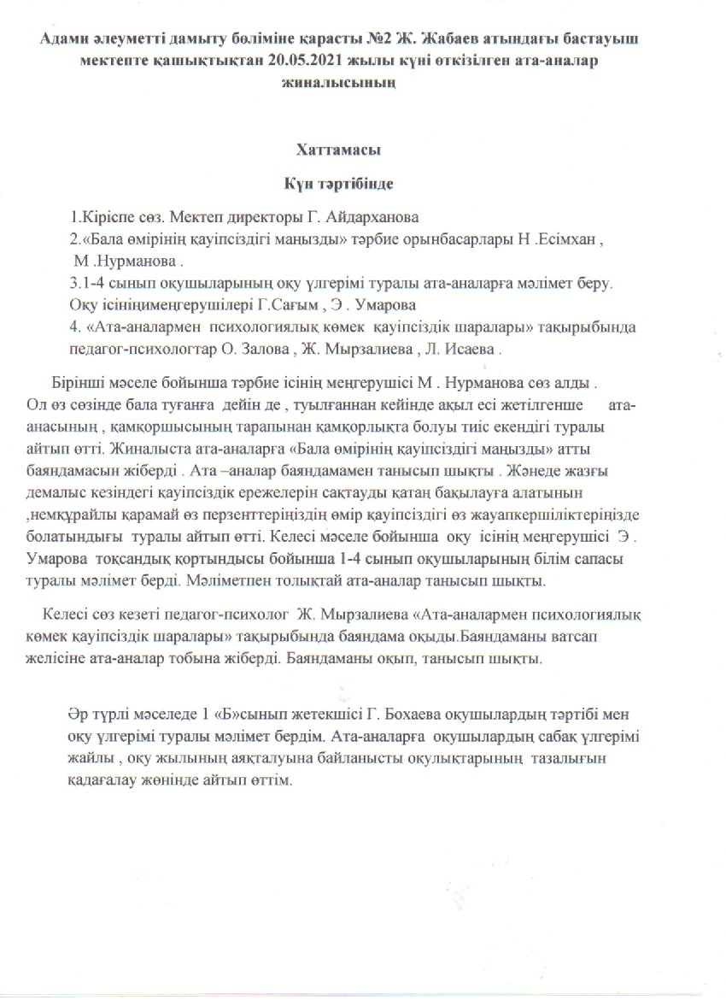 Адами әлеуметті дамыту бөліміне қарасты №2 Ж. Жабаев атындағы бастауыш
мектепте қашықтықтан 20.05.2021 жылы күні өткізілген ата-аналар
жиналысының
Хаттамасы
Күн тәртібінде
1.Кіріспе сөз. Мектеп директоры Г. Айдарханова
2.«Бала өмірінің қауіпсіздігі маңызды» тәрбие орынбасарлары Н .Есімхан ,
М .Нурманова .
3.1-4 сынып оқушыларының оқу үлгерімі туралы ата-аналарға мәлімет беру.
Оқу ісініңимеңгерушілері Г.Сағым , Э . Умарова
4. «Ата-аналармен психологиялық көмек қауіпсіздік шаралары» тақырыбында
педагог-психологтар О. Залова , Ж. Мырзалиева , Л. Исаева .
Бірінші мәселе бойынша тәрбие ісінің меңгерушісі М . Нурманова сөз алды .
Ол өз сөзінде бала туғанға дейін де , туылғаннан кейінде ақыл есі жетілгенше ата-
анасының , қамқоршысының тарапынан қамқорлықта болуы тиіс екендігі туралы
айтып өтті. Жиналыста ата-аналарға «Бала өмірінің қауіпсіздігі маңызды» атты
баяндамасын жіберді . Ата –аналар баяндамамен танысып шықты . Жәнеде жазғы
демалыс кезіндегі қауіпсіздік ережелерін сақтауды қатаң бақылауға алатынын
,немқұрайлы қарамай өз перзенттеріңіздің өмір қауіпсіздігі өз жауапкершіліктеріңізде
болатындығы туралы айтып өтті. Келесі мәселе бойынша оқу ісінің меңгерушісі Э .
Умарова тоқсандық қортындысы бойынша 1-4 сынып оқушыларының білім сапасы
туралы мәлімет берді. Мәліметпен толықтай ата-аналар танысып шықты.
Келесі сөз кезеті педагог-психолог Ж. Мырзалиева «Ата-аналармен психологиялық
көмек қауіпсіздік шаралары» тақырыбында баяндама оқыды.Баяндаманы ватсап
желісіне ата-аналар тобына жіберді. Баяндаманы оқып, танысып шықты.
Әр түрлі мәселеде 1 «Б»сынып жетекшісі Г. Бохаева оқушылардың тәртібі мен
оқу үлгерімі туралы мәлімет бердім. Ата-аналарға оқушылардың сабақ үлгерімі
жайлы , оқу жылының аяқталуына байланысты оқулықтарының тазалығын
қадағалау жөнінде айтып өттім.